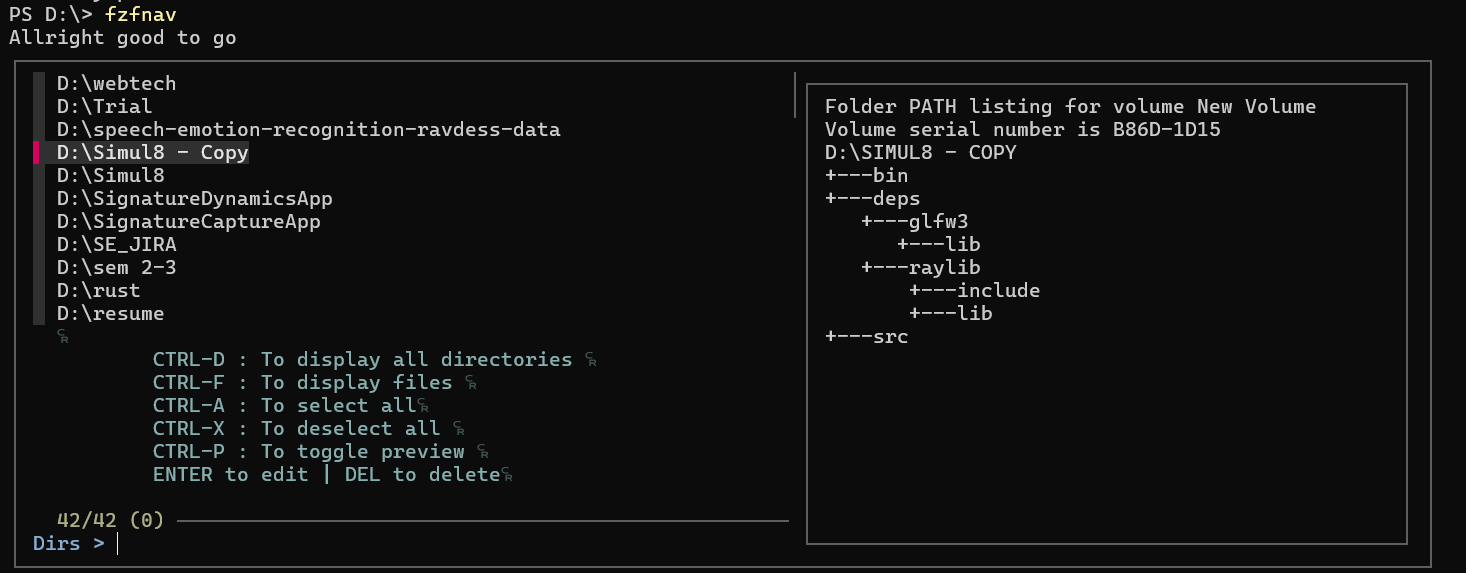 PS D:\> fzfnav
Allright good to go
D:\webtech
D:\Trial
D:\speech-emotion-recognition-ravdess-data
D:\Simul8 - Copy
D:\Simul8
D:\SignatureDynamicsApp
D:\SignatureCaptureApp
D:\SE_JIRA
D:\sem 2-3
D:\rust
D:\resume
␍
CTRL-D : To display all directories ␍
CTRL-F : To display files ␍
CTRL-A : To select all␍
CTRL-X : To deselect all ␍
CTRL-P : To toggle preview ␍
ENTER to edit | DEL to delete␍
42/42 (0)
Dirs >
Folder PATH listing for volume New Volume
Volume serial number is B86D-1D15
D:\SIMUL8 - COPY
+---bin
+---deps
   +---glfw3
      +---lib
   +---raylib
       +---include
       +---lib
+---src